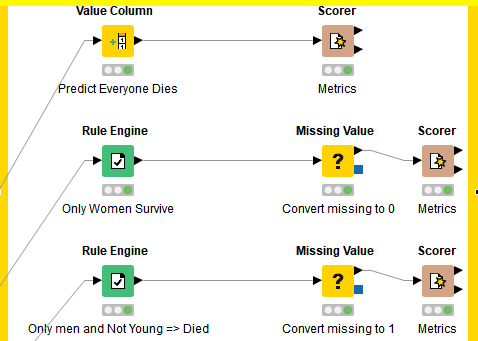 Value Column
Scorer
Predict Everyone Dies
Metrics
Rule Engine
Missing Value
Scorer
?
Only Women Survive
Convert missing to 0
Metrics
Rule Engine
Missing Value
Scorer
?
Only men and Not Young => Died
Convert missing to 1
Metrics